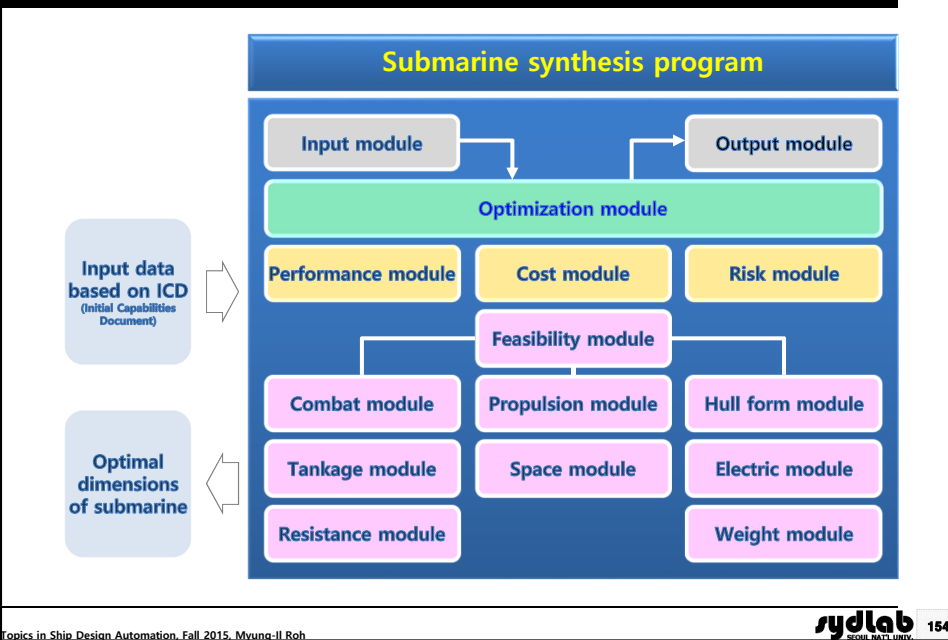 Submarine synthesis program
Input module
Output module
Optimization module
Performance module
Cost module
Risk module
Feasibility module
Combat module
Propulsion module
Hull form module
Tankage module
Space module
Electric module
Resistance module
Weight module
Input data
based on ICD
(Initial Capabilities
Document)
Optimal
dimensions
of submarine
Topics in Ship Design Automation, Fall 2015, Myung-Il Roh
sydlab
SEOUL NAT'L UNIV.
154